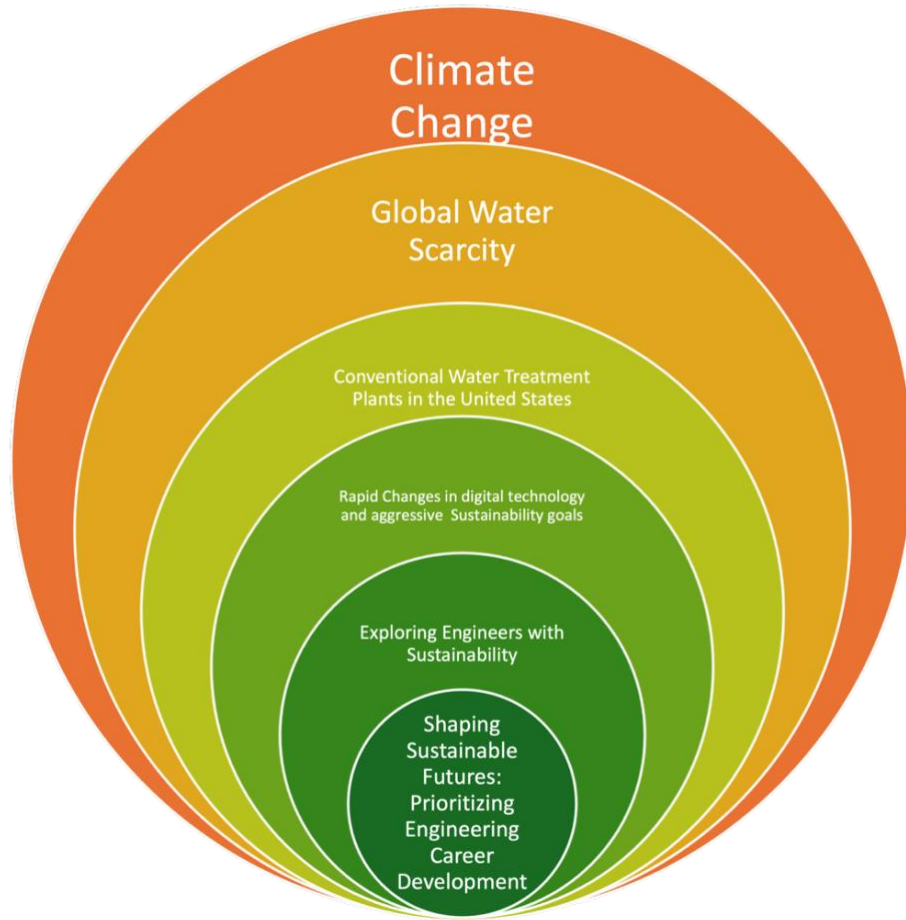 Climate
Change
Global Water
Scarcity
Conventional Water Treatment
Plants in the United States
Rapid Changes in digital technology
and aggressive  Sustainability goals
Exploring Engineers with
Sustainability
Shaping
Sustainable
Futures:
Prioritizing
Engineering
Career
Development